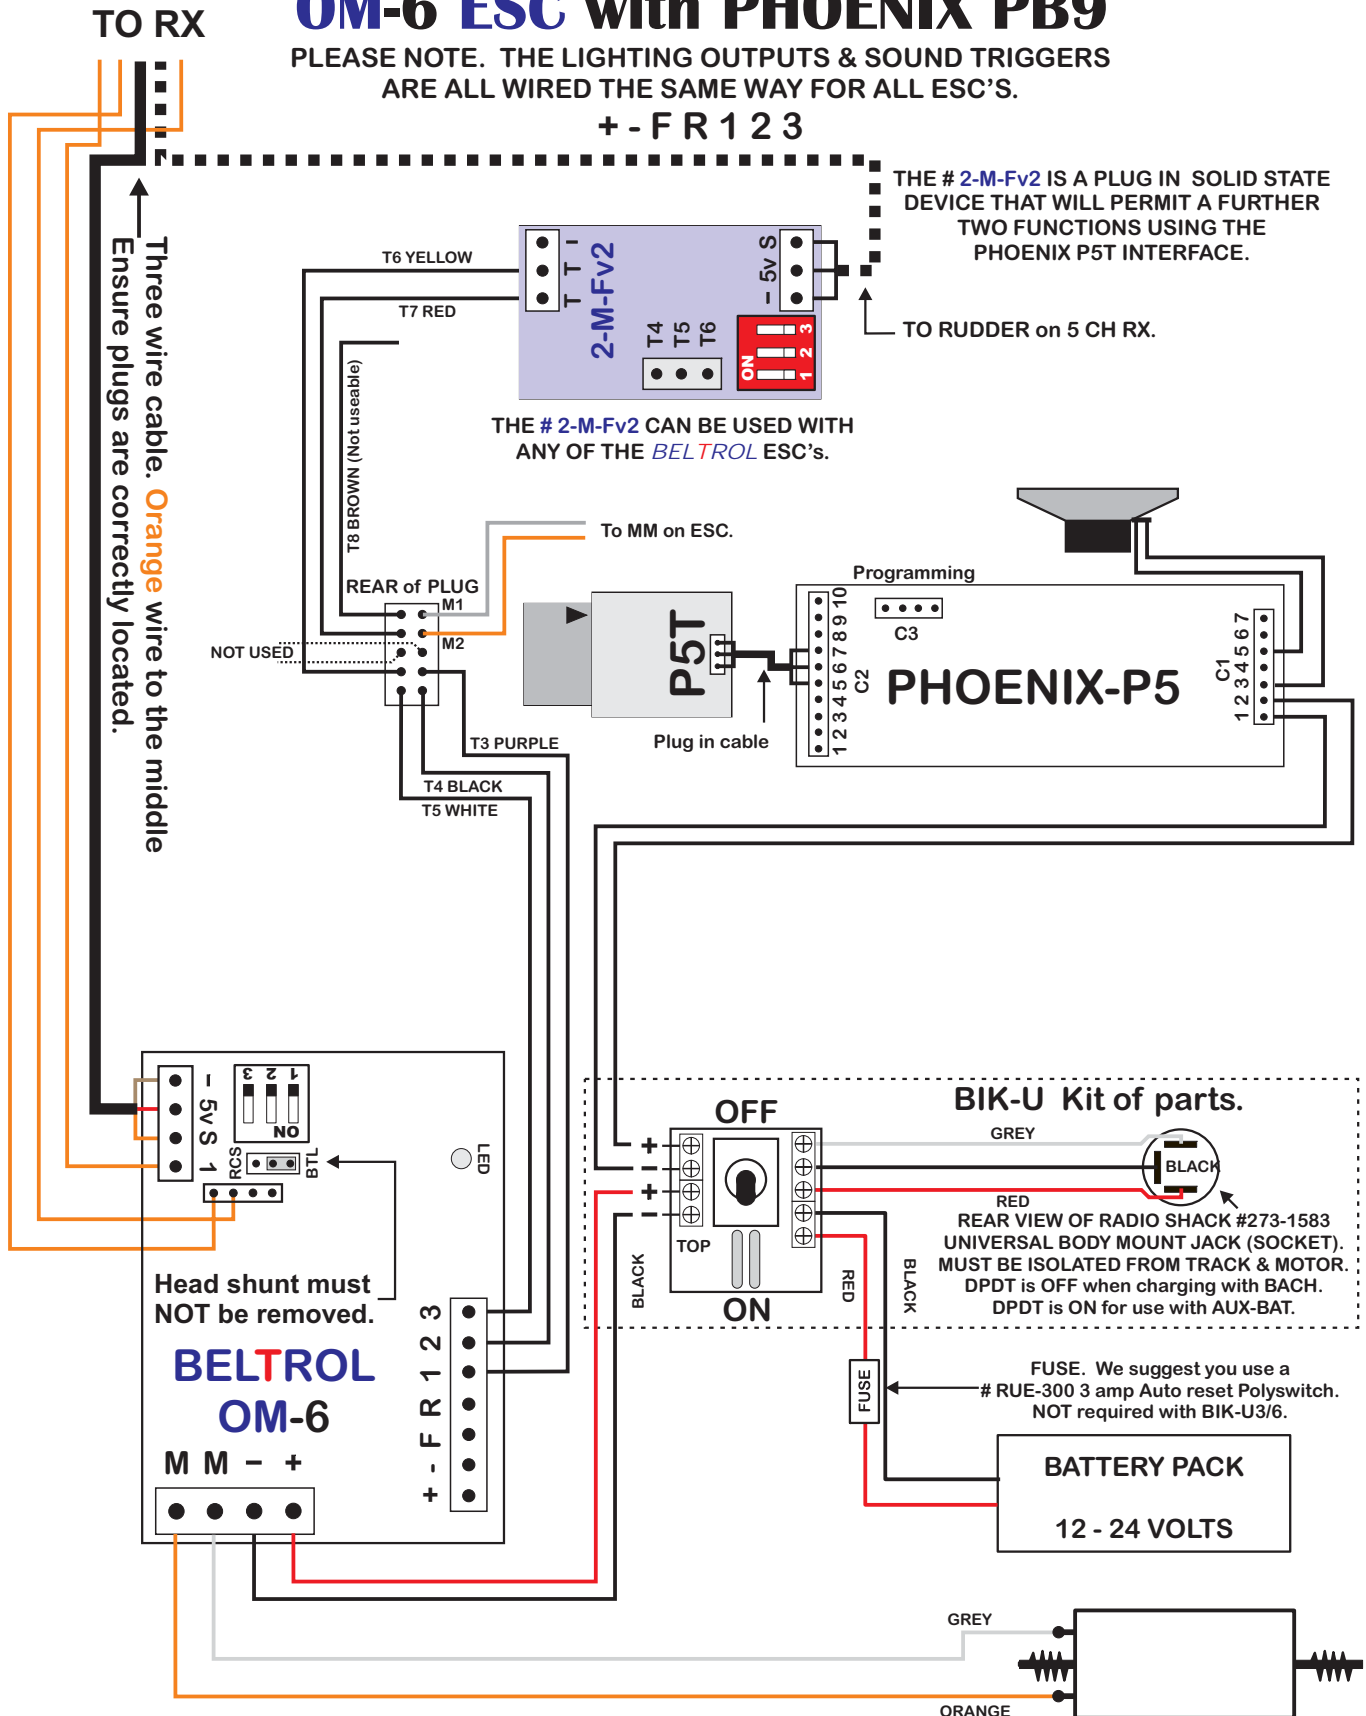 OM-6 ESC with PHOENIX PB9
TO RX
PLEASE NOTE.  THE LIGHTING OUTPUTS & SOUND TRIGGERS
ARE ALL WIRED THE SAME WAY FOR ALL ESC'S.
+ - F R 1 2 3
THE # 2-M-Fv2 IS A PLUG IN  SOLID STATE
DEVICE THAT WILL PERMIT A FURTHER
TWO FUNCTIONS USING THE
PHOENIX P5T INTERFACE.
Three wire cable. Orange wire to the middle
Ensure plugs are correctly located.
T6 YELLOW
T7 RED
T8 BROWN (Not useable)
T T -
2-M-Fv2
- 5v S
T4
T5
T6
ON
1 2 3
TO RUDDER on 5 CH RX.
THE # 2-M-Fv2 CAN BE USED WITH
ANY OF THE BELTROL ESC's.
To MM on ESC.
REAR of PLUG
M1
M2
NOT USED
T3 PURPLE
T4 BLACK
T5 WHITE
P5T
Plug in cable
Programming
C3
1 2 3 4 5 6 7 8 9 10
C2
PHOENIX-P5
C1
1 2 3 4 5 6 7
- 5v S 1
1 2 3
ON
RCS
BTL
LED
Head shunt must
NOT be removed.
BELTROL
OM-6
M M - +
+ - F R 1 2 3
BIK-U  Kit of parts.
OFF
+
-
+
-
TOP
ON
BLACK
GREY
BLACK
RED
RED
BLACK
REAR VIEW OF RADIO SHACK #273-1583
UNIVERSAL BODY MOUNT JACK (SOCKET).
MUST BE ISOLATED FROM TRACK & MOTOR.
DPDT is OFF when charging with BACH.
DPDT is ON for use with AUX-BAT.
FUSE
FUSE.  We suggest you use a
# RUE-300 3 amp Auto reset Polyswitch.
NOT required with BIK-U3/6.
BATTERY PACK
12 - 24 VOLTS
GREY
ORANGE